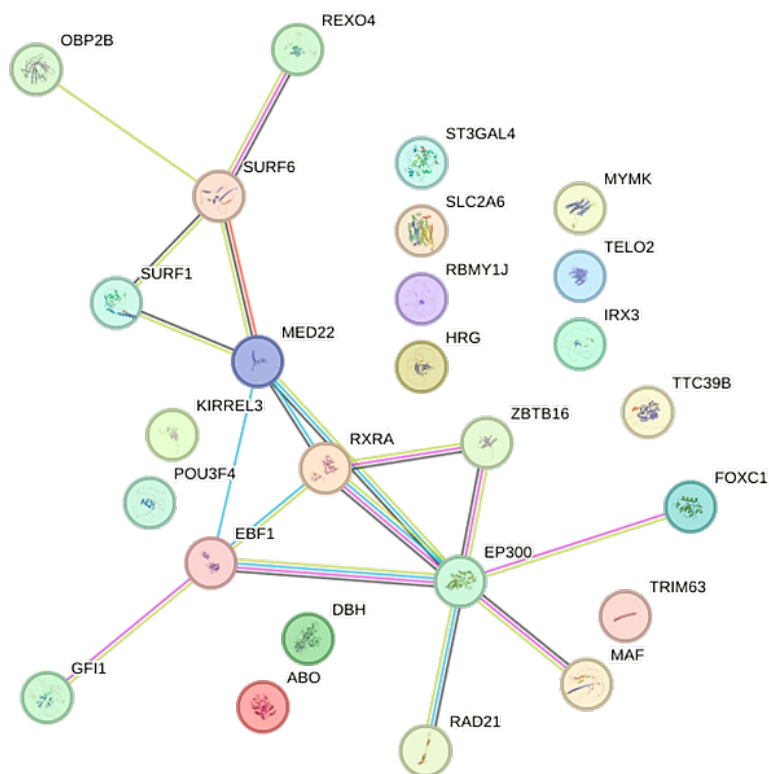 REXO4
OBP2B
ST3GAL4
SURF6
MYMK
SLC2A6
TELO2
RBMY1J
SURF1
IRX3
MED22
HRG
TTC39B
KIRREL3
ZBTB16
RXRA
POU3F4
FOXC1
EBF1
EP300
TRIM63
DBH
MAF
GFI1
ABO
RAD21